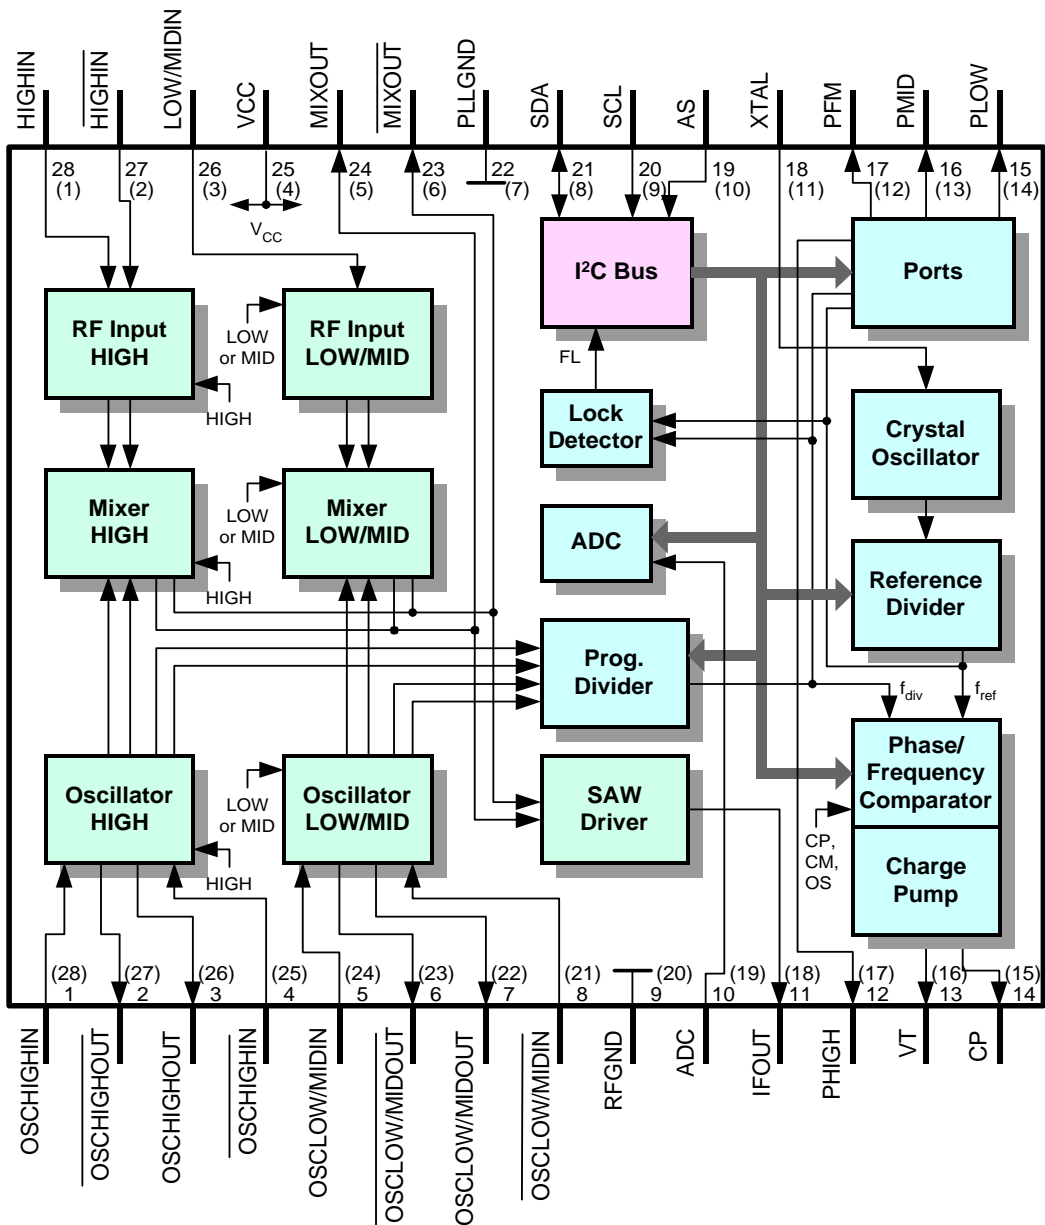 HIGHIN
HIGHIN
LOW/MIDIN
VCC
MIXOUT
MIXOUT
PLLGND
SDA
SCL
AS
XTAL
PFM
PMID
PLOW
28
(1)
27
(2)
26
(3)
25
(4)
24
(5)
23
(6)
22
(7)
21
(8)
20
(9)
19
(10)
18
(11)
17
(12)
16
(13)
15
(14)
VCC
I²C Bus
Ports
RF Input
HIGH
LOW
or MID
RF Input
LOW/MID
HIGH
FL
Lock
Detector
Crystal
Oscillator
Mixer
HIGH
LOW
or MID
Mixer
LOW/MID
HIGH
ADC
Reference
Divider
Prog.
Divider
fdiv
fref
Phase/
Frequency
Comparator
CP,
CM,
OS
Charge
Pump
Oscillator
HIGH
LOW
or MID
Oscillator
LOW/MID
HIGH
SAW
Driver
(28)
1
(27)
2
(26)
3
(25)
4
(24)
5
(23)
6
(22)
7
(21)
8
(20)
9
(19)
10
(18)
11
(17)
12
(16)
13
(15)
14
OSCHIGHIN
OSCHIGHOUT
OSCHIGHOUT
OSCHIGHIN
OSCLOW/MIDIN
OSCLOW/MIDOUT
OSCLOW/MIDOUT
OSCLOW/MIDIN
RFGND
ADC
IFOUT
PHIGH
VT
CP